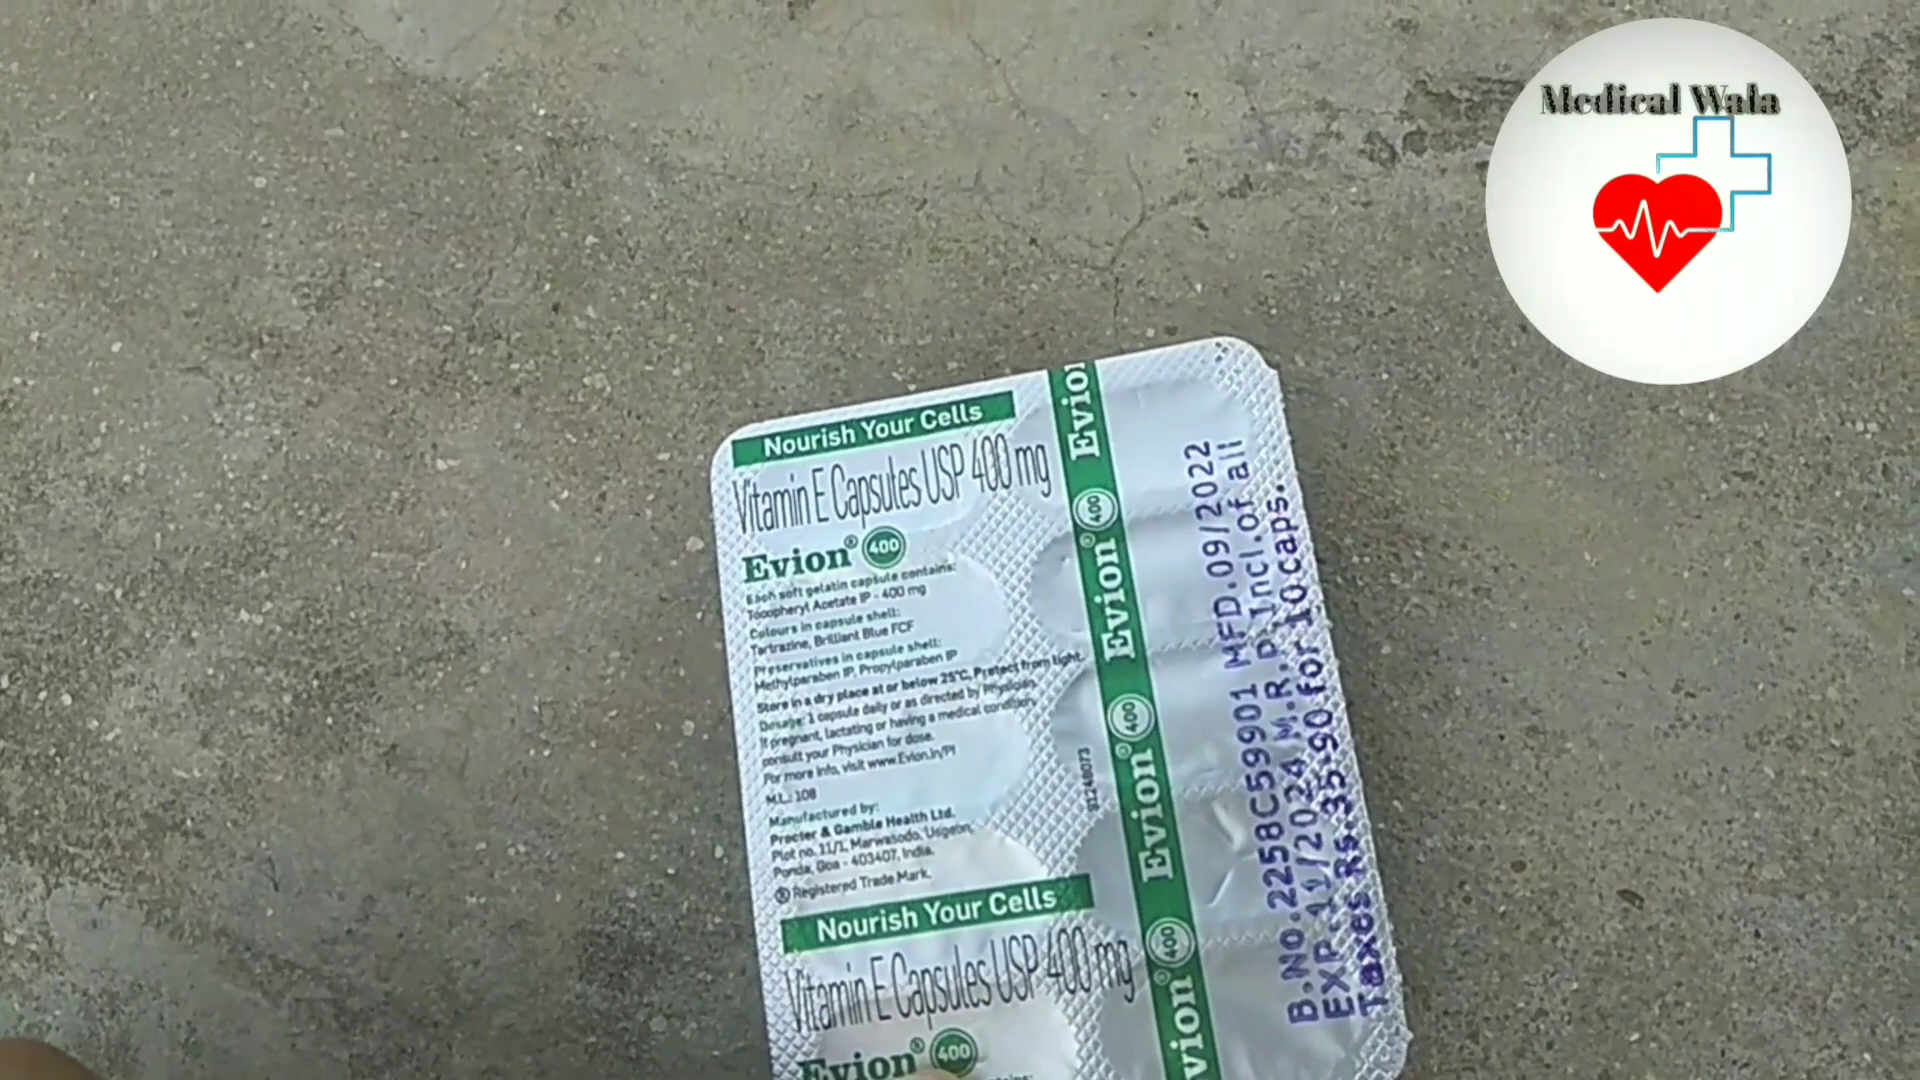 Medical Wala
Nourish Your Cells
Vitamin E Capsules USP 400 mg
Evion® 400
Each soft gelatin capsule contains:
Tocopheryl Acetate IP - 400 mg
Colours in capsule shell:
Tartrazine, Brilliant Blue FCF
Preservatives in capsule shell:
Methylparaben IP, Propylparaben IP
Store in a dry place at or below 25°C. Protect from light.
Dosage: 1 capsule daily or as directed by Physician.
If pregnant, lactating or having a medical condition,
consult your Physician for dose.
For more info, visit www.Evion.in/PI
M.L.: 108
Manufactured by:
Procter & Gamble Health Ltd.
Plot no. 11/1, Marwasodo, Usgaon,
Ponda, Goa - 403407, India.
® Registered Trade Mark.
Nourish Your Cells
Vitamin E Capsules USP 400 mg
Evion® 400
Evion
400
Evion® 400
Evion® 400
Evion®
B.No.2258C59901 MFD.09/2022
EXP.11/2024 M.R.P Incl.of all
Taxes Rs.35.90 for 10caps.